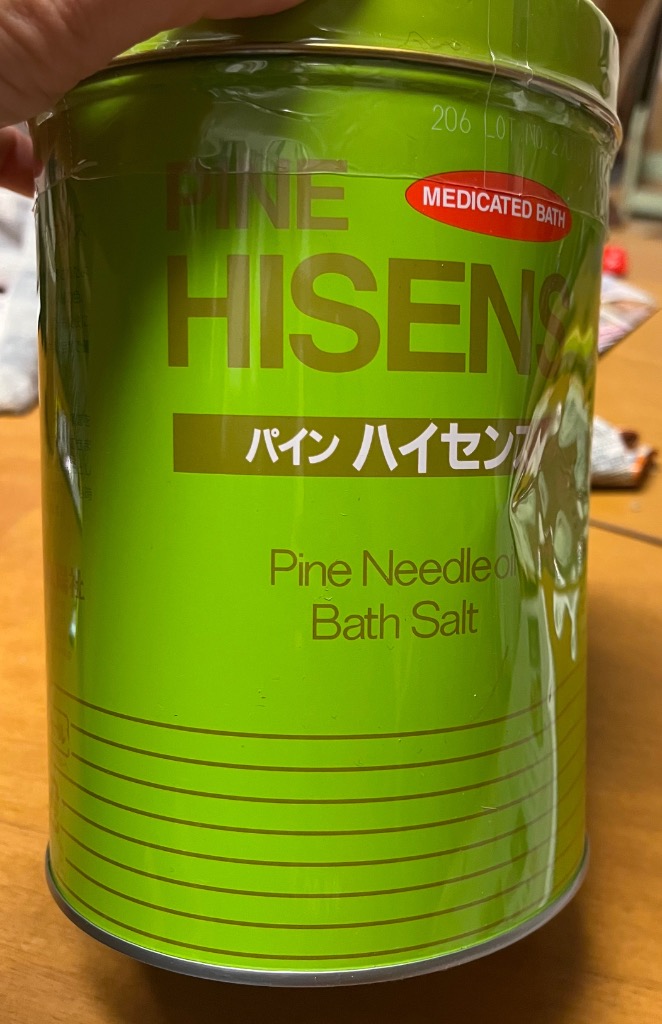 206 LOT NO.
PINE
MEDICATED BATH
HISENS
パイン ハイセンス
Pine Needle oil
Bath Salt